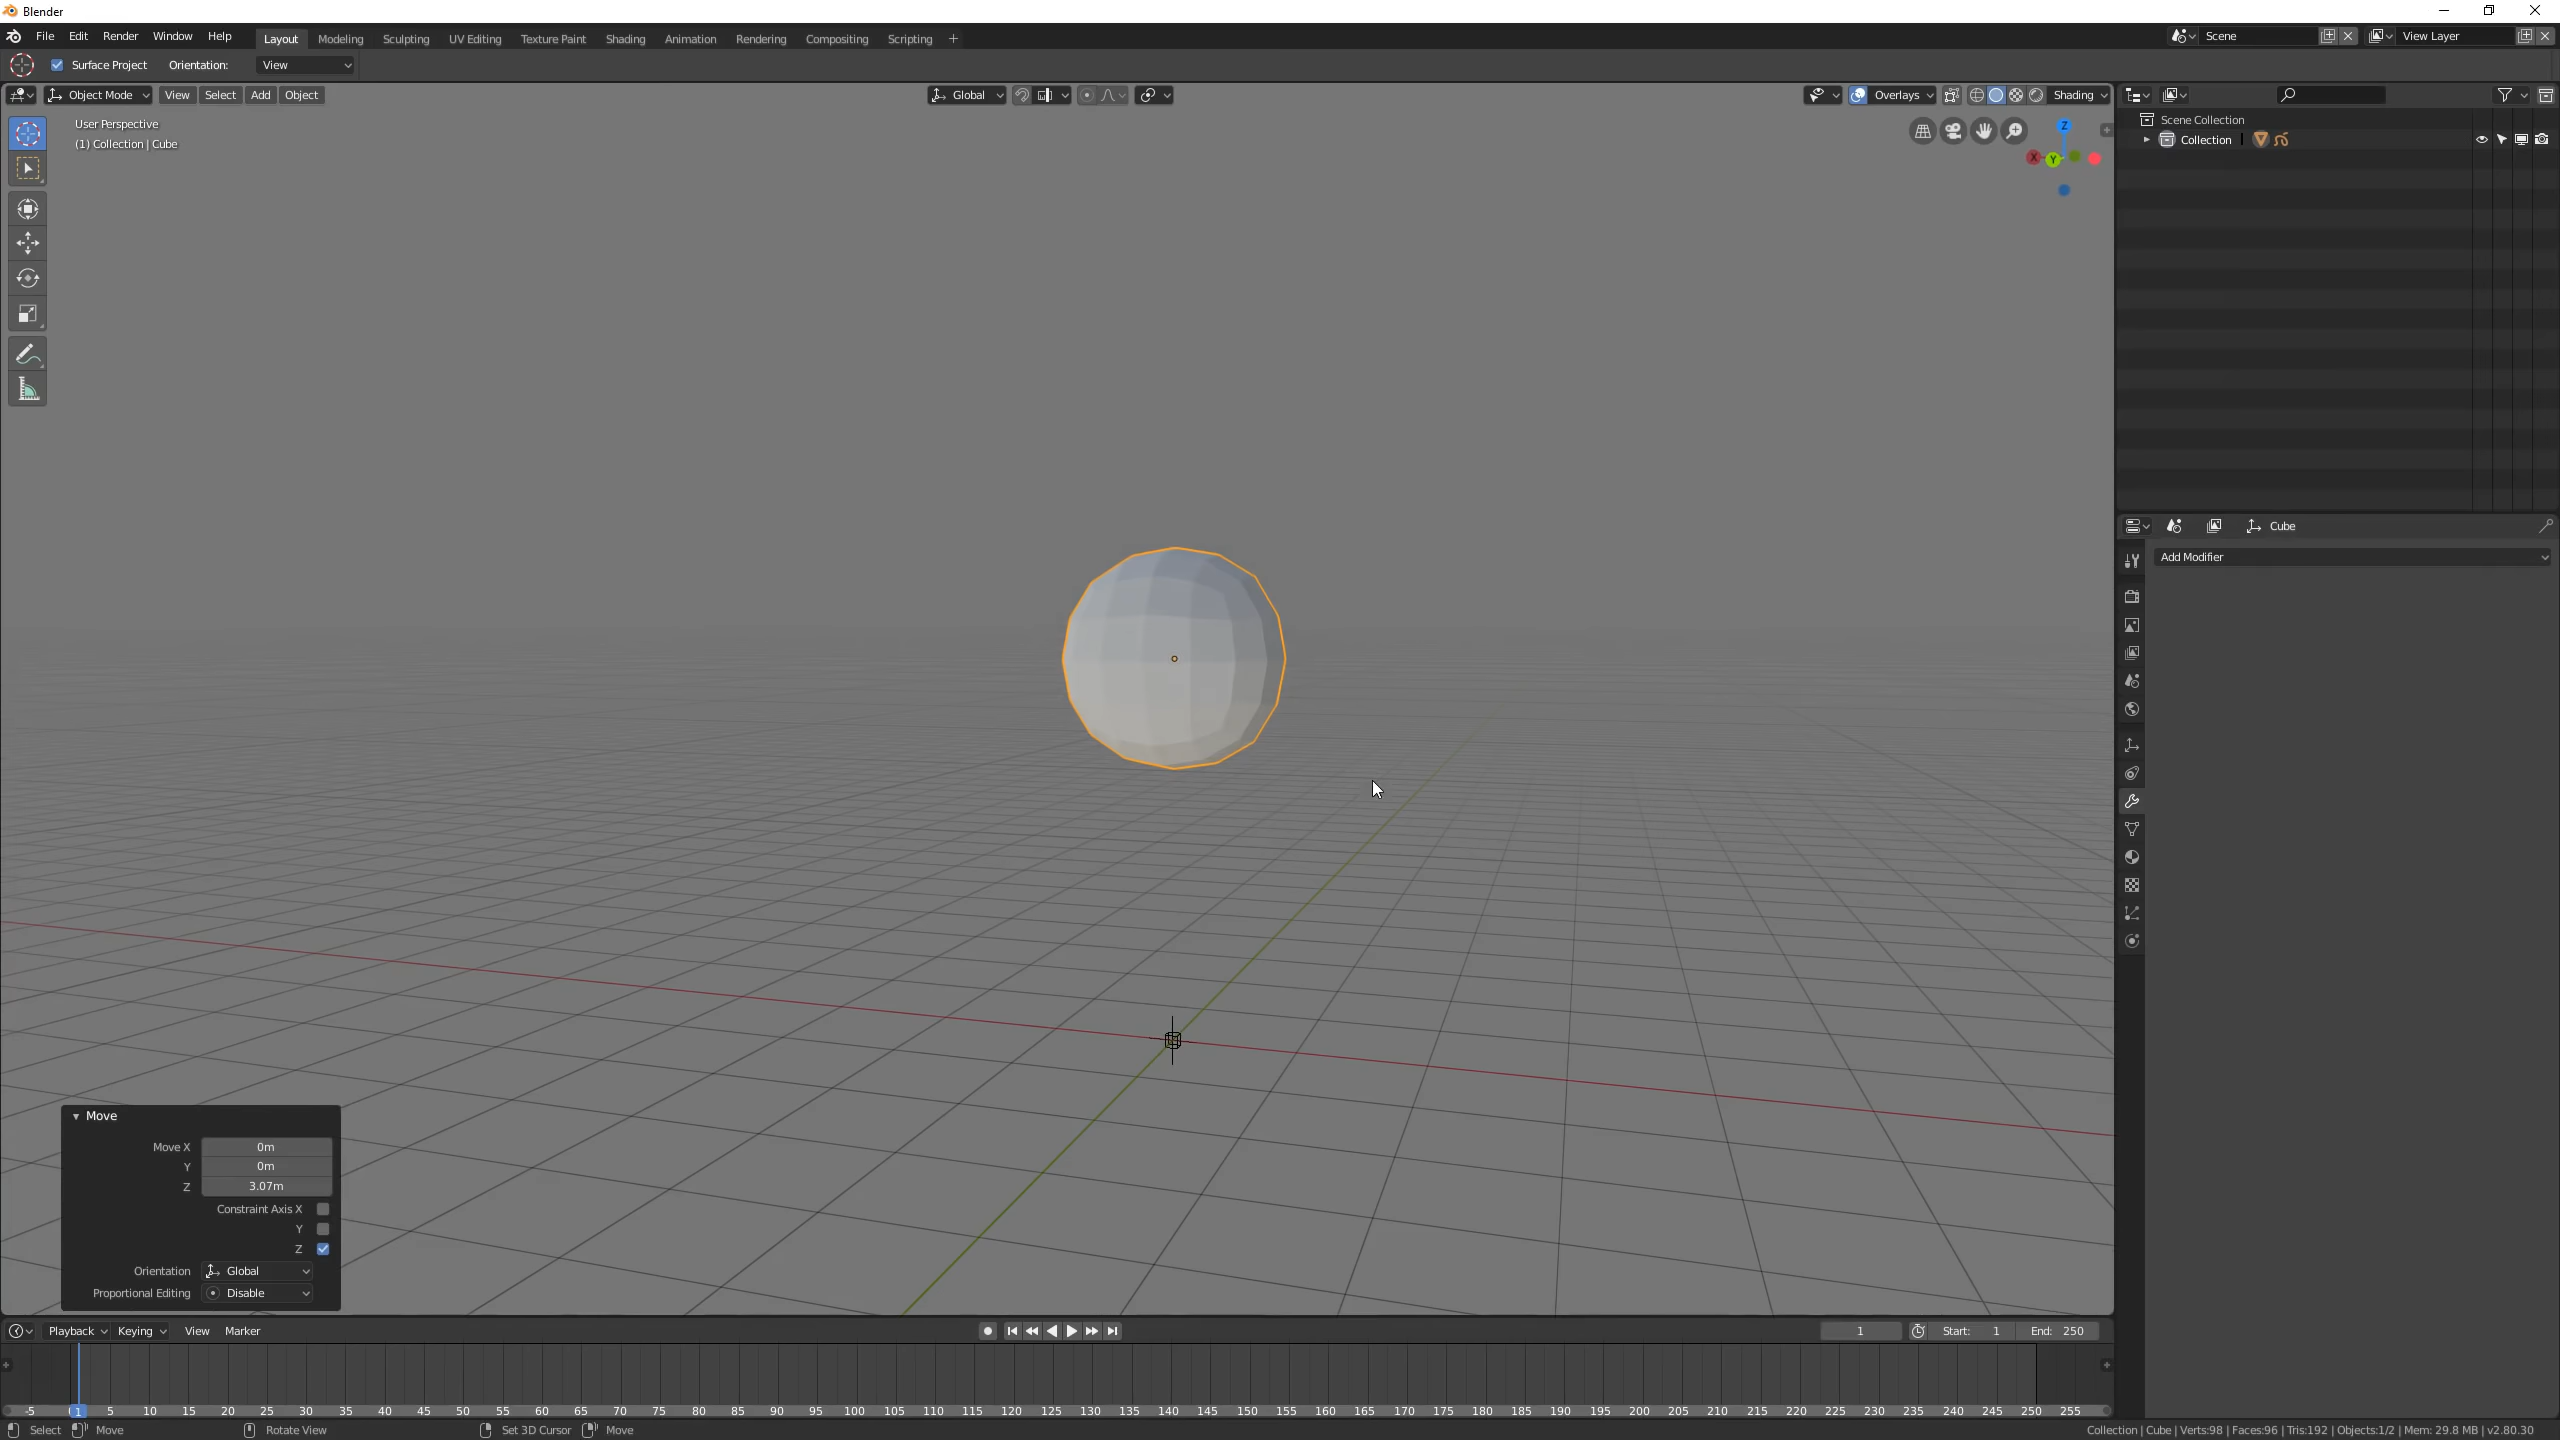 Blender
File Edit Render Window Help Layout Modeling Sculpting UV Editing Texture Paint Shading Animation Rendering Compositing Scripting + Scene View Layer
Surface Project Orientation: View
Object Mode View Select Add Object Global Overlays Shading
User Perspective
(1) Collection | Cube
Z
X Y
Scene Collection
Collection
Cube
Add Modifier
Move
Move X 0m
Y 0m
Z 3.07m
Constraint Axis X
Y
Z
Orientation Global
Proportional Editing Disable
Playback Keying View Marker 1 Start: 1 End: 250
-5 1 5 10 15 20 25 30 35 40 45 50 55 60 65 70 75 80 85 90 95 100 105 110 115 120 125 130 135 140 145 150 155 160 165 170 175 180 185 190 195 200 205 210 215 220 225 230 235 240 245 250 255
Select Move Rotate View Set 3D Cursor Move Collection | Cube | Verts:98 | Faces:96 | Tris:192 | Objects:1/2 | Mem: 29.8 MB | v2.80.30